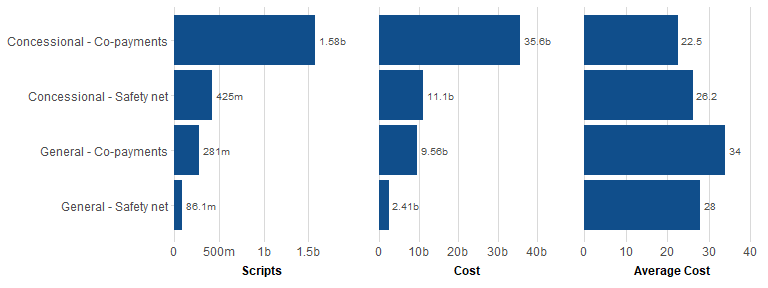 Concessional - Co-payments
1.58b
35.6b
22.5
Concessional - Safety net
425m
11.1b
26.2
General - Co-payments
281m
9.56b
34
General - Safety net
86.1m
2.41b
28
0 500m 1b 1.5b
0 10b 20b 30b 40b
0 10 20 30 40
Scripts
Cost
Average Cost